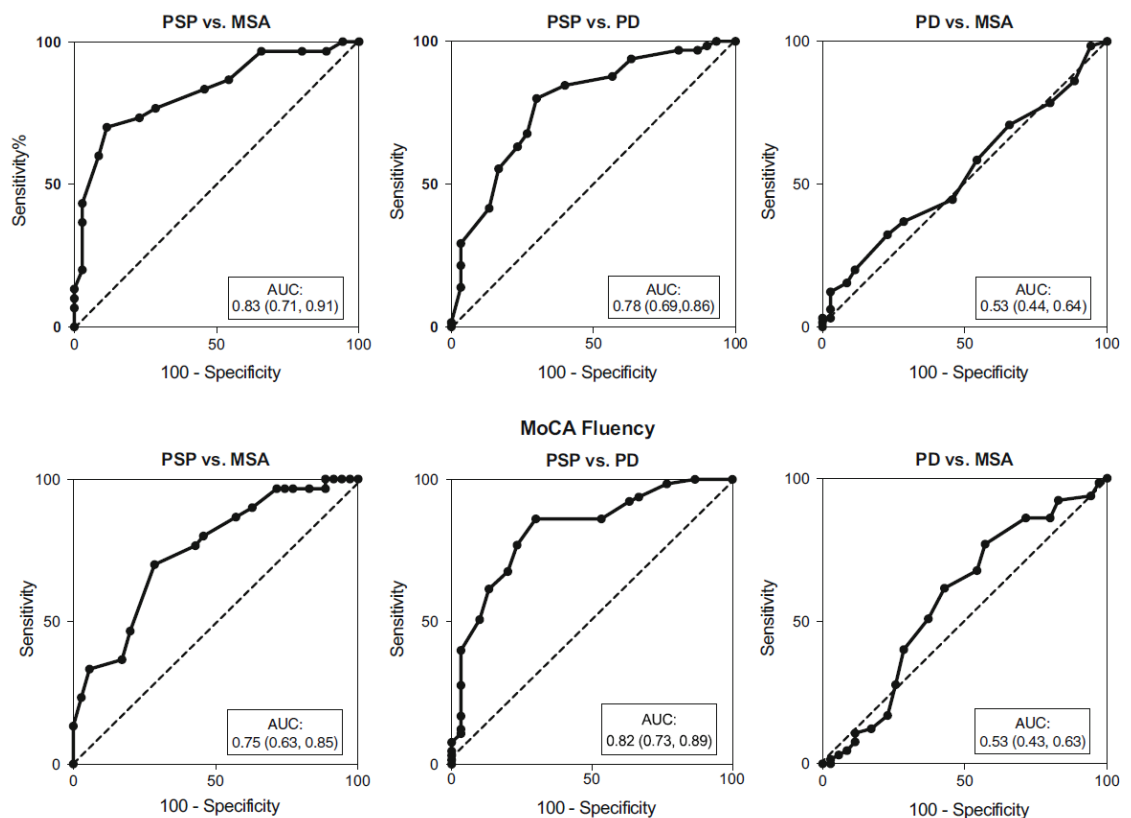 PSP vs. MSA
100
50
0
Sensitivity%
AUC:
0.83 (0.71, 0.91)
0
50
100
100 - Specificity
PSP vs. PD
100
50
0
Sensitivity
AUC:
0.78 (0.69,0.86)
0
50
100
100 - Specificity
PD vs. MSA
100
50
0
Sensitivity
AUC:
0.53 (0.44, 0.64)
0
50
100
100 - Specificity
MoCA Fluency
PSP vs. MSA
100
50
0
Sensitivity
AUC:
0.75 (0.63, 0.85)
0
50
100
100 - Specificity
PSP vs. PD
100
50
0
Sensitivity
AUC:
0.82 (0.73, 0.89)
0
50
100
100 - Specificity
PD vs. MSA
100
50
0
Sensitivity
AUC:
0.53 (0.43, 0.63)
0
50
100
100 - Specificity